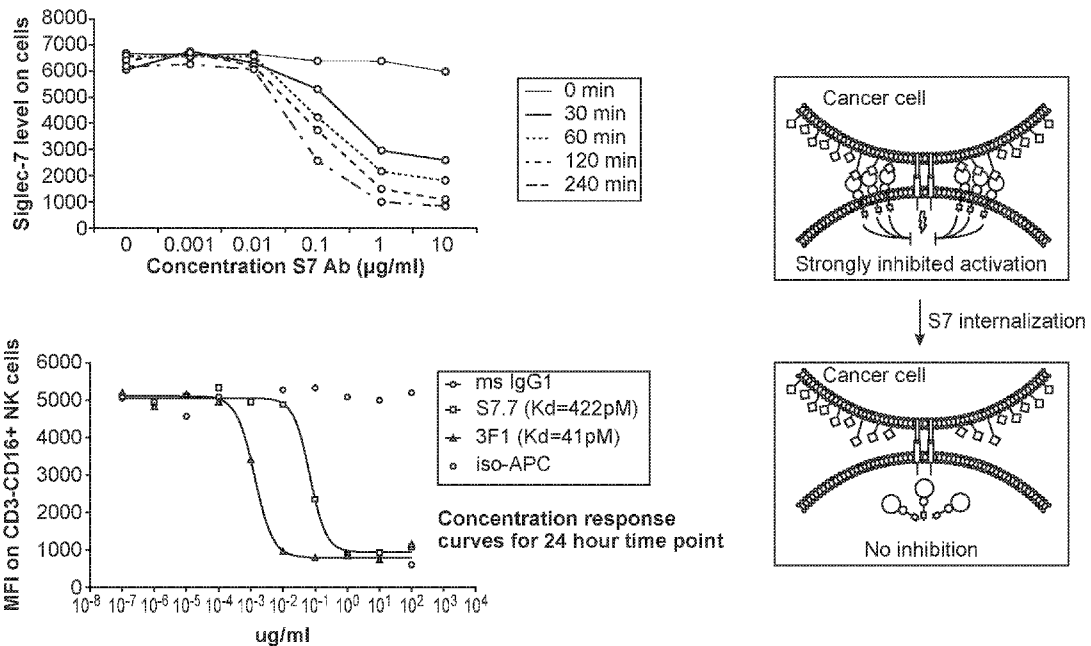 8000
7000
6000
5000
4000
3000
2000
1000
0
Siglec-7 level on cells
0 0.001 0.01 0.1 1 10
Concentration S7 Ab (µg/ml)
0 min
30 min
60 min
120 min
240 min
Cancer cell
Strongly inhibited activation
S7 internalization
Cancer cell
No inhibition
6000
5000
4000
3000
2000
1000
0
MFI on CD3-CD16+ NK cells
10-8 10-7 10-6 10-5 10-4 10-3 10-2 10-1 100 101 102 103 104
ug/ml
ms IgG1
S7.7 (Kd=422pM)
3F1 (Kd=41pM)
iso-APC
Concentration response
curves for 24 hour time point